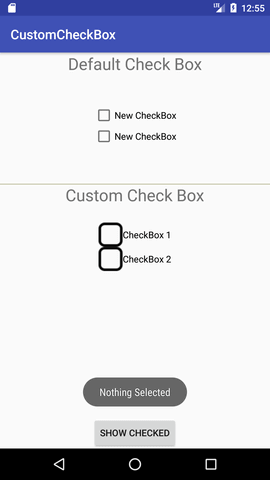 LTE 12:55
CustomCheckBox
Default Check Box
New CheckBox
New CheckBox
Custom Check Box
CheckBox 1
CheckBox 2
Nothing Selected
SHOW CHECKED